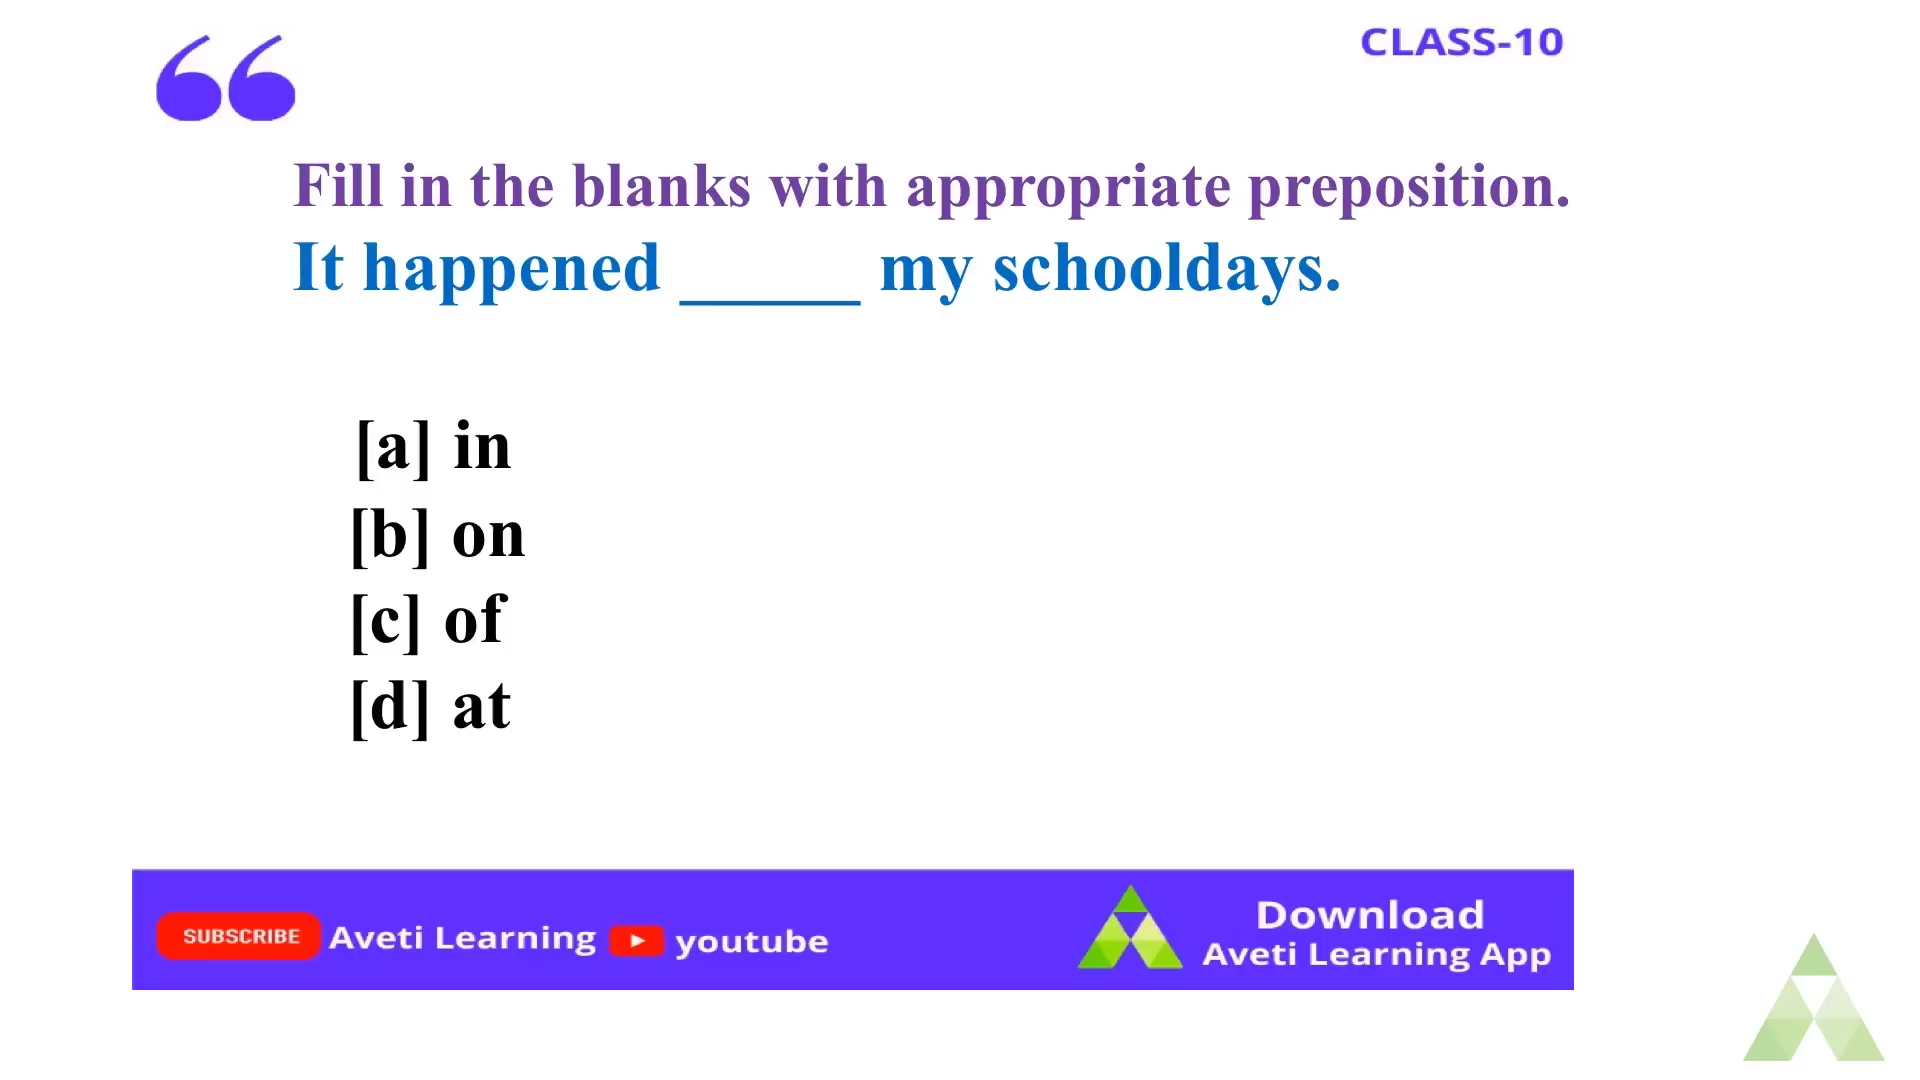 CLASS-10
Fill in the blanks with appropriate preposition.
It happened _____ my schooldays.
[a] in
[b] on
[c] of
[d] at
SUBSCRIBE Aveti Learning youtube
Download
Aveti Learning App